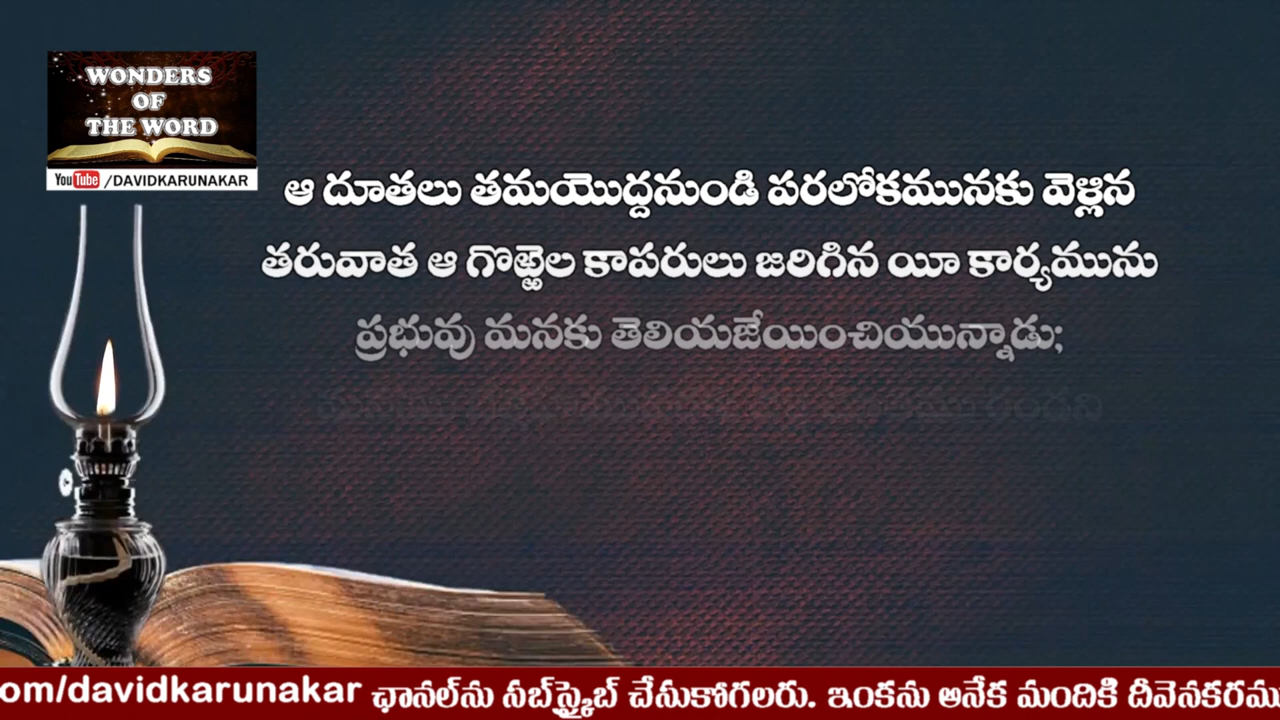 WONDERS
OF
THE WORD
YouTube /DAVIDKARUNAKAR
ఆ దూతలు తమయొద్దనుండి పరలోకమునకు వెళ్లిన
తరువాత ఆ గొఱ్ఱెల కాపరులు జరిగిన యీ కార్యమును
ప్రభువు మనకు తెలియజేయించియున్నాడు;
om/davidkarunakar ఛానల్‌ను సబ్‌స్క్రైబ్ చేసుకోగలరు. ఇంకను అనేక మందికి దీవెనకరము